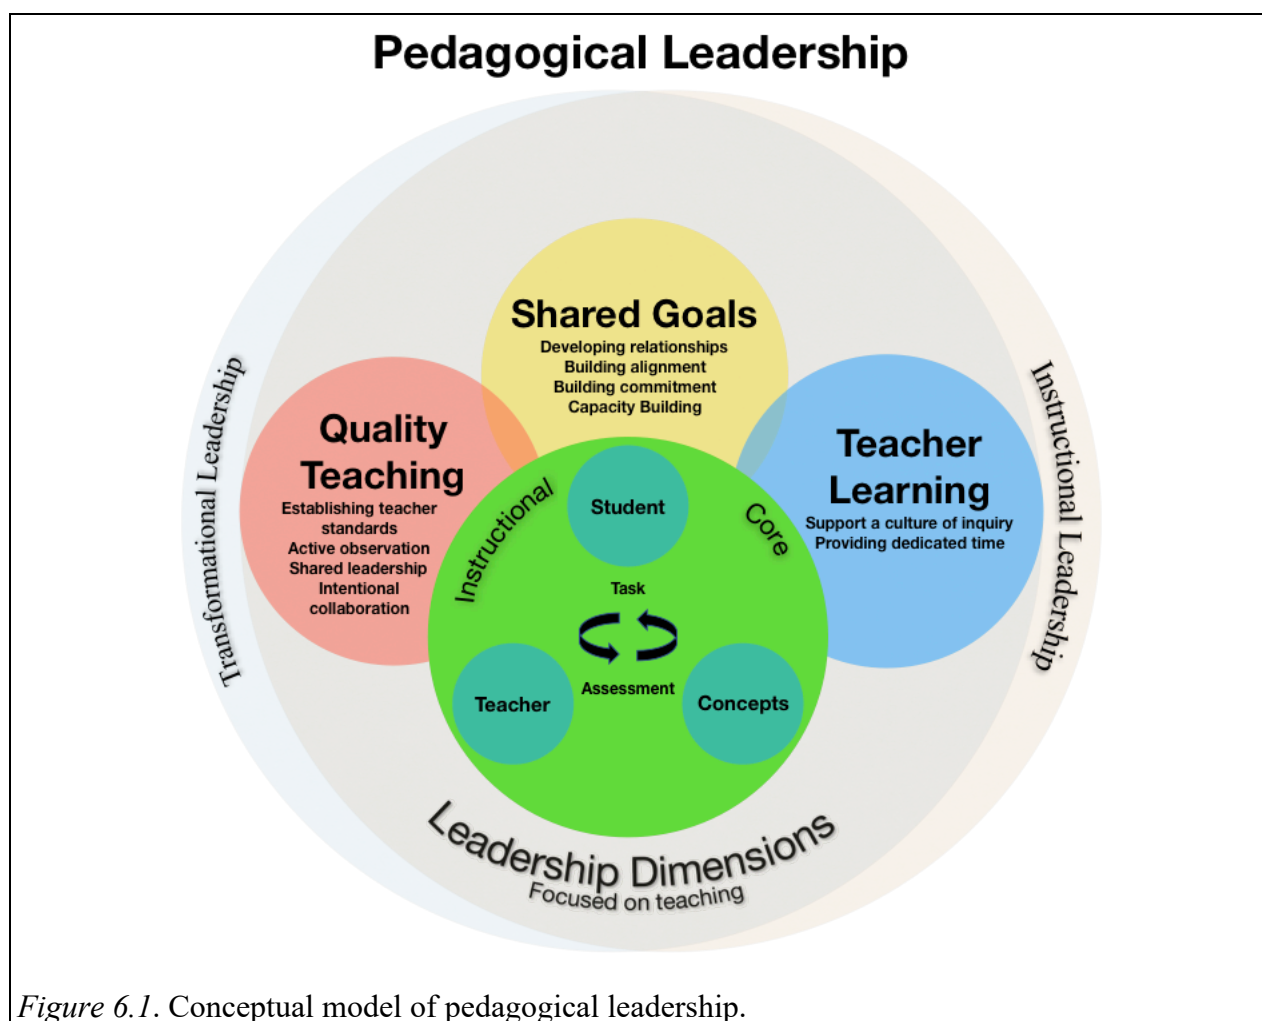 Pedagogical Leadership
Shared Goals
Developing relationships
Building alignment
Building commitment
Capacity Building
Quality
Teaching
Establishing teacher
standards
Active observation
Shared leadership
Intentional
collaboration
Teacher
Learning
Support a culture of inquiry
Providing dedicated time
Transformational Leadership
Instructional Leadership
Instructional
Core
Student
Task
Assessment
Teacher
Concepts
Leadership Dimensions
Focused on teaching
Figure 6.1. Conceptual model of pedagogical leadership.